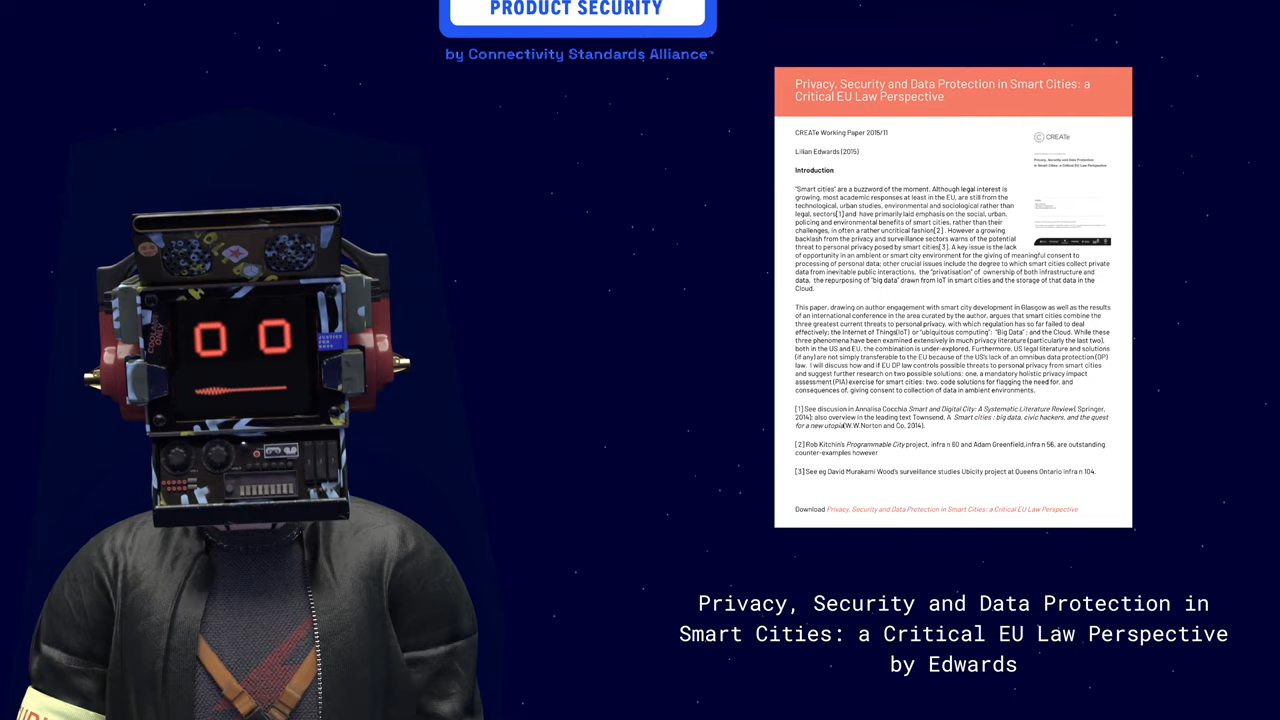 PRODUCT SECURITY
by Connectivity Standards Alliance™
Privacy, Security and Data Protection in Smart Cities: a
Critical EU Law Perspective
CREATe Working Paper 2015/11
CREATe
Lilian Edwards (2015)
Privacy, Security and Data Protection
in Smart Cities: a Critical EU Law Perspective
Introduction
"Smart cities" are a buzzword of the moment. Although legal interest is
growing, most academic responses at least in the EU, are still from the
technological, urban studies, environmental and sociological rather than
legal, sectors[1] and have primarily laid emphasis on the social, urban,
policing and environmental benefits of smart cities, rather than their
challenges, in often a rather uncritical fashion[2] . However a growing
backlash from the privacy and surveillance sectors warns of the potential
threat to personal privacy posed by smart cities[3]. A key issue is the lack
of opportunity in an ambient or smart city environment for the giving of meaningful consent to
processing of personal data; other crucial issues include the degree to which smart cities collect private
data from inevitable public interactions, the "privatisation" of ownership of both infrastructure and
data, the repurposing of "big data" drawn from IoT in smart cities and the storage of that data in the
Cloud.
This paper, drawing on author engagement with smart city development in Glasgow as well as the results
of an international conference in the area curated by the author, argues that smart cities combine the
three greatest current threats to personal privacy, with which regulation has so far failed to deal
effectively; the Internet of Things(IoT) or "ubiquitous computing"; "Big Data" ; and the Cloud. While these
three phenomena have been examined extensively in much privacy literature (particularly the last two),
both in the US and EU, the combination is under-explored. Furthermore, US legal literature and solutions
(if any) are not simply transferable to the EU because of the US's lack of an omnibus data protection (DP)
law. I will discuss how and if EU DP law controls possible threats to personal privacy from smart cities
and suggest further research on two possible solutions: one, a mandatory holistic privacy impact
assessment (PIA) exercise for smart cities: two, code solutions for flagging the need for, and
consequences of, giving consent to collection of data in ambient environments.
[1] See discusion in Annalisa Cocchia Smart and Digital City: A Systematic Literature Review ( Springer,
2014); also overview in the leading text Townsend, A Smart cities : big data, civic hackers, and the quest
for a new utopia(W.W.Norton and Co, 2014).
[2] Rob Kitchin's Programmable City project, infra n 60 and Adam Greenfield,infra n 56, are outstanding
counter-examples however
[3] See eg David Murakami Wood's surveillance studies Ubicity project at Queens Ontario infra n 104.
Download Privacy, Security and Data Protection in Smart Cities: a Critical EU Law Perspective
Privacy, Security and Data Protection in
Smart Cities: a Critical EU Law Perspective
by Edwards